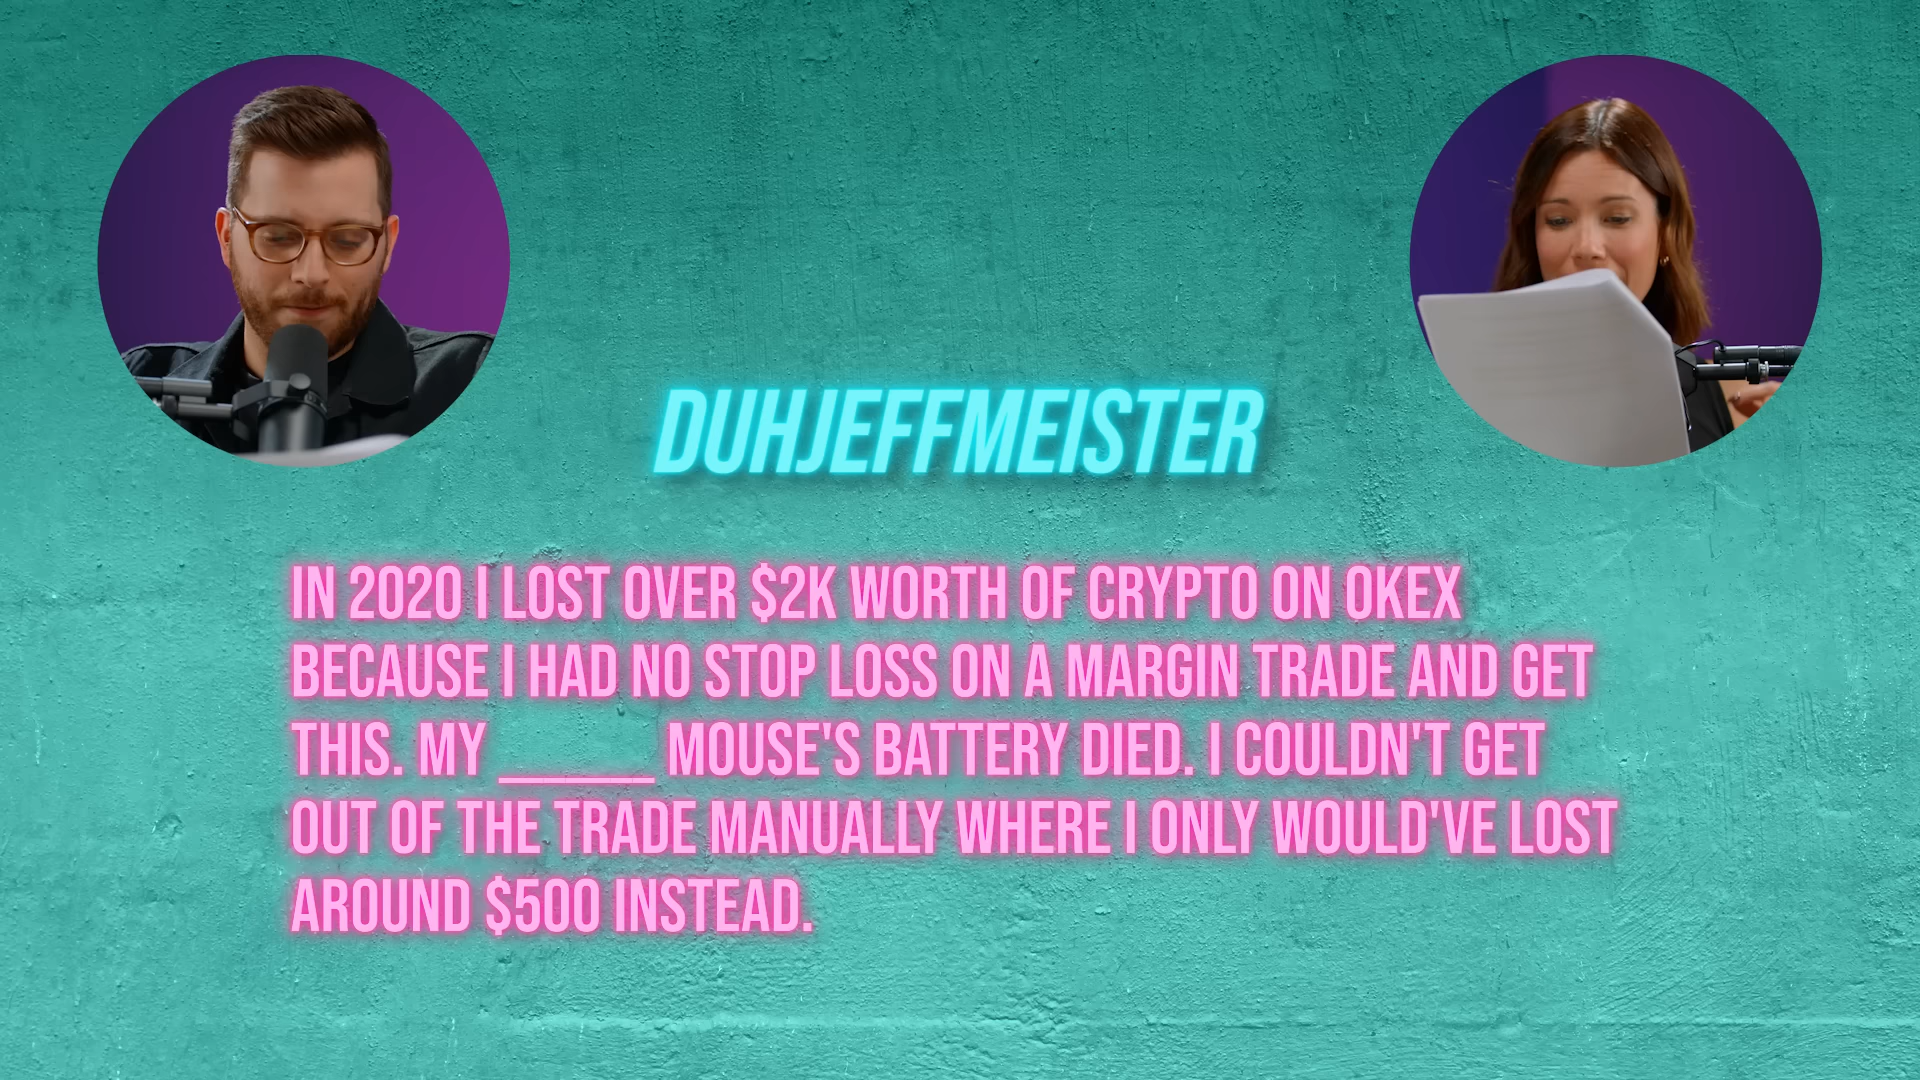 DUHJEFFMEISTER
IN 2020 I LOST OVER $2K WORTH OF CRYPTO ON OKEX
BECAUSE I HAD NO STOP LOSS ON A MARGIN TRADE AND GET
THIS. MY _____ MOUSE'S BATTERY DIED. I COULDN'T GET
OUT OF THE TRADE MANUALLY WHERE I ONLY WOULD'VE LOST
AROUND $500 INSTEAD.